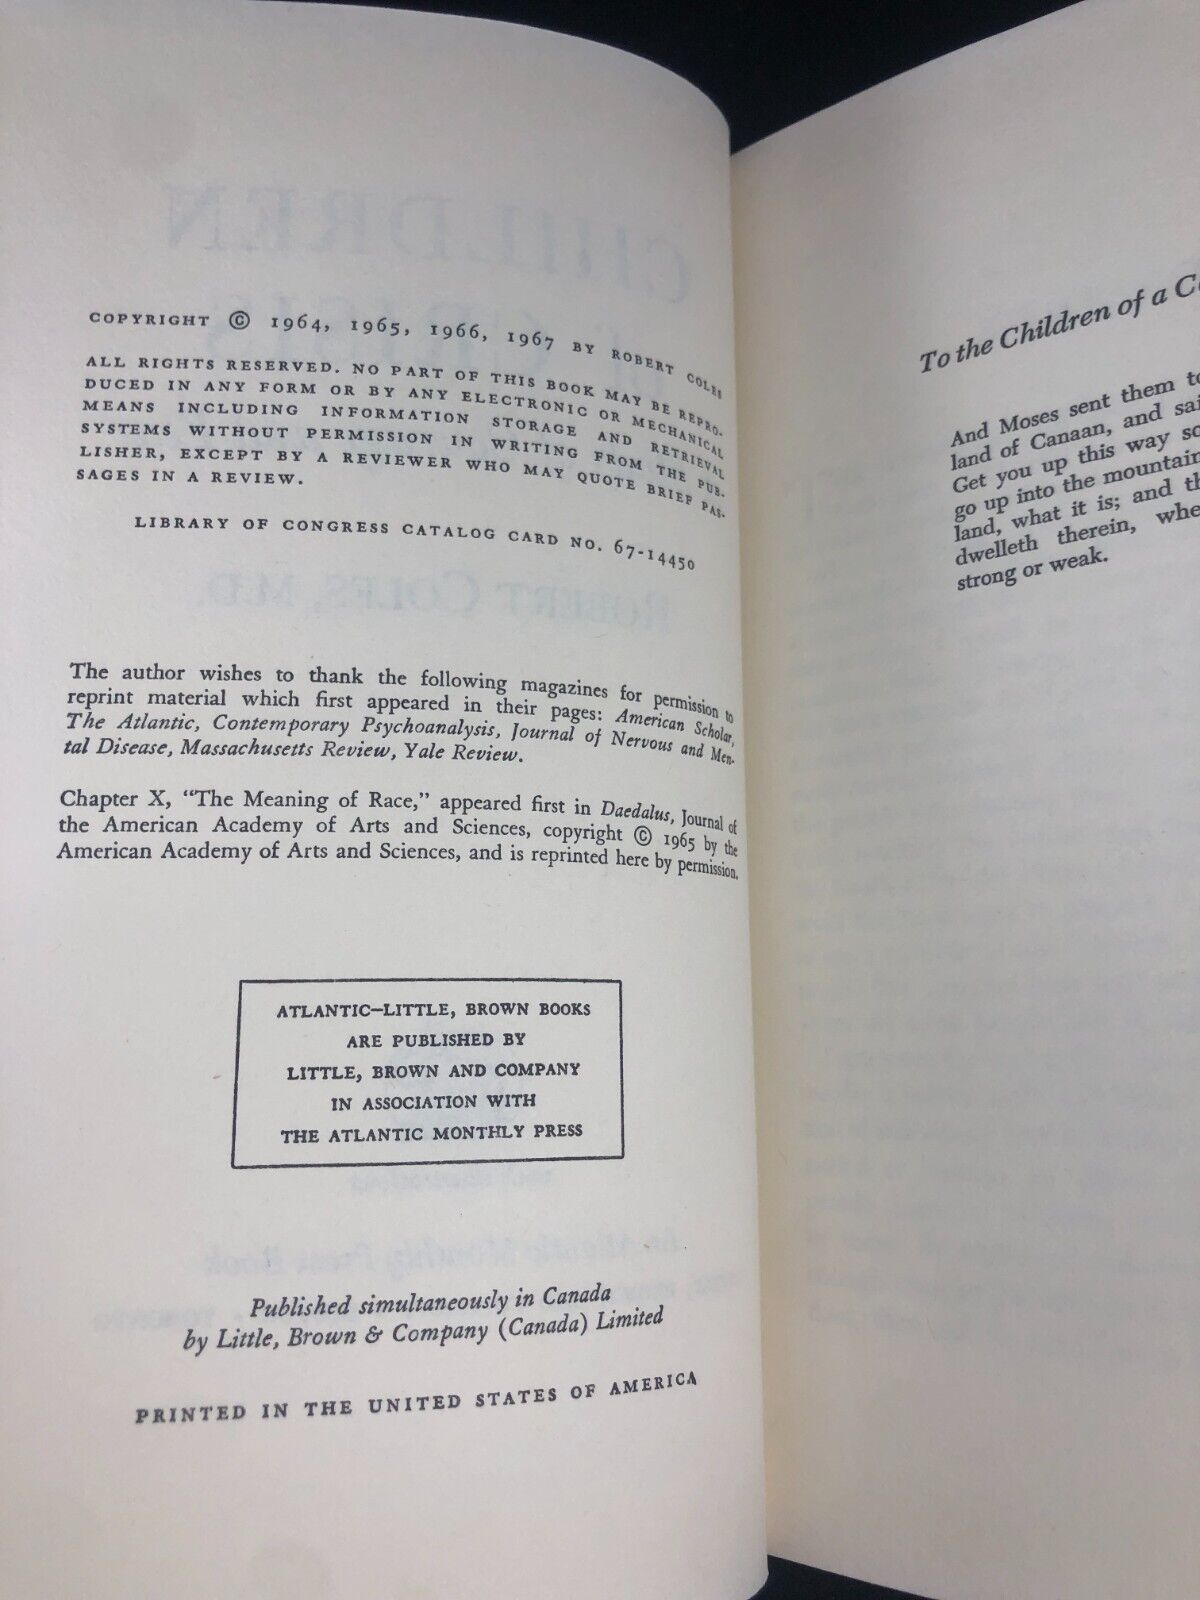 COPYRIGHT © 1964, 1965, 1966, 1967 BY ROBERT COLES
ALL RIGHTS RESERVED. NO PART OF THIS BOOK MAY BE REPRO-
DUCED IN ANY FORM OR BY ANY ELECTRONIC OR MECHANICAL
MEANS INCLUDING INFORMATION STORAGE AND RETRIEVAL
SYSTEMS WITHOUT PERMISSION IN WRITING FROM THE PUB-
LISHER, EXCEPT BY A REVIEWER WHO MAY QUOTE BRIEF PAS-
SAGES IN A REVIEW.
LIBRARY OF CONGRESS CATALOG CARD NO. 67-14450
The author wishes to thank the following magazines for permission to
reprint material which first appeared in their pages: American Scholar,
The Atlantic, Contemporary Psychoanalysis, Journal of Nervous and Men-
tal Disease, Massachusetts Review, Yale Review.
Chapter X, "The Meaning of Race," appeared first in Daedalus, Journal of
the American Academy of Arts and Sciences, copyright © 1965 by the
American Academy of Arts and Sciences, and is reprinted here by permission.
ATLANTIC–LITTLE, BROWN BOOKS
ARE PUBLISHED BY
LITTLE, BROWN AND COMPANY
IN ASSOCIATION WITH
THE ATLANTIC MONTHLY PRESS
Published simultaneously in Canada
by Little, Brown & Company (Canada) Limited
PRINTED IN THE UNITED STATES OF AMERICA
To the Children of a
And Moses sent them to
land of Canaan, and
Get you up this way
go up into the mountain
land, what it is; and
dwelleth therein,
strong or weak.